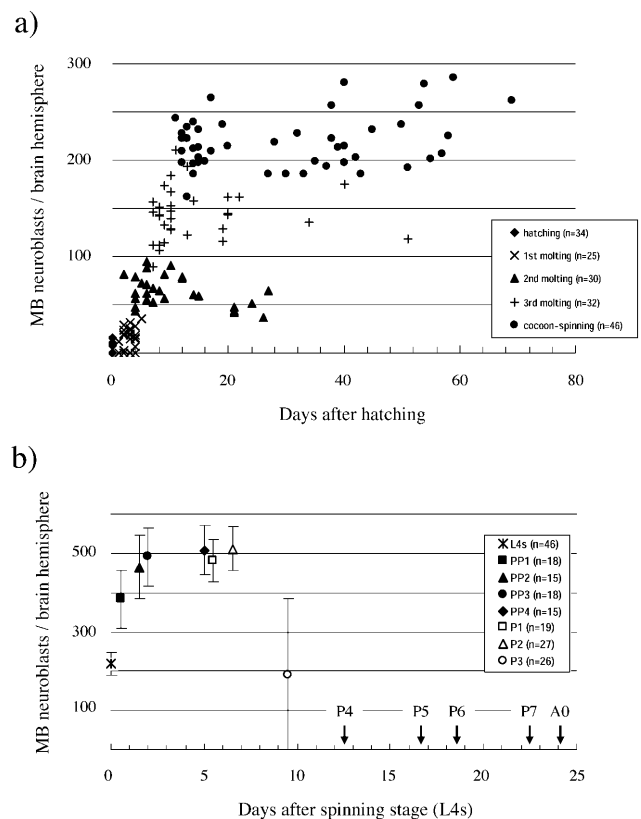 a)
MB neuroblasts / brain hemisphere
300
200
100
0 20 40 60 80
Days after hatching
hatching (n=34)
1st molting (n=25)
2nd molting (n=30)
3rd molting (n=32)
cocoon-spinning (n=46)
b)
MB neuroblasts / brain hemisphere
500
300
100
L4s (n=46)
PP1 (n=18)
PP2 (n=15)
PP3 (n=18)
PP4 (n=15)
P1 (n=19)
P2 (n=27)
P3 (n=26)
P4 P5 P6 P7 A0
0 5 10 15 20 25
Days after spinning stage (L4s)